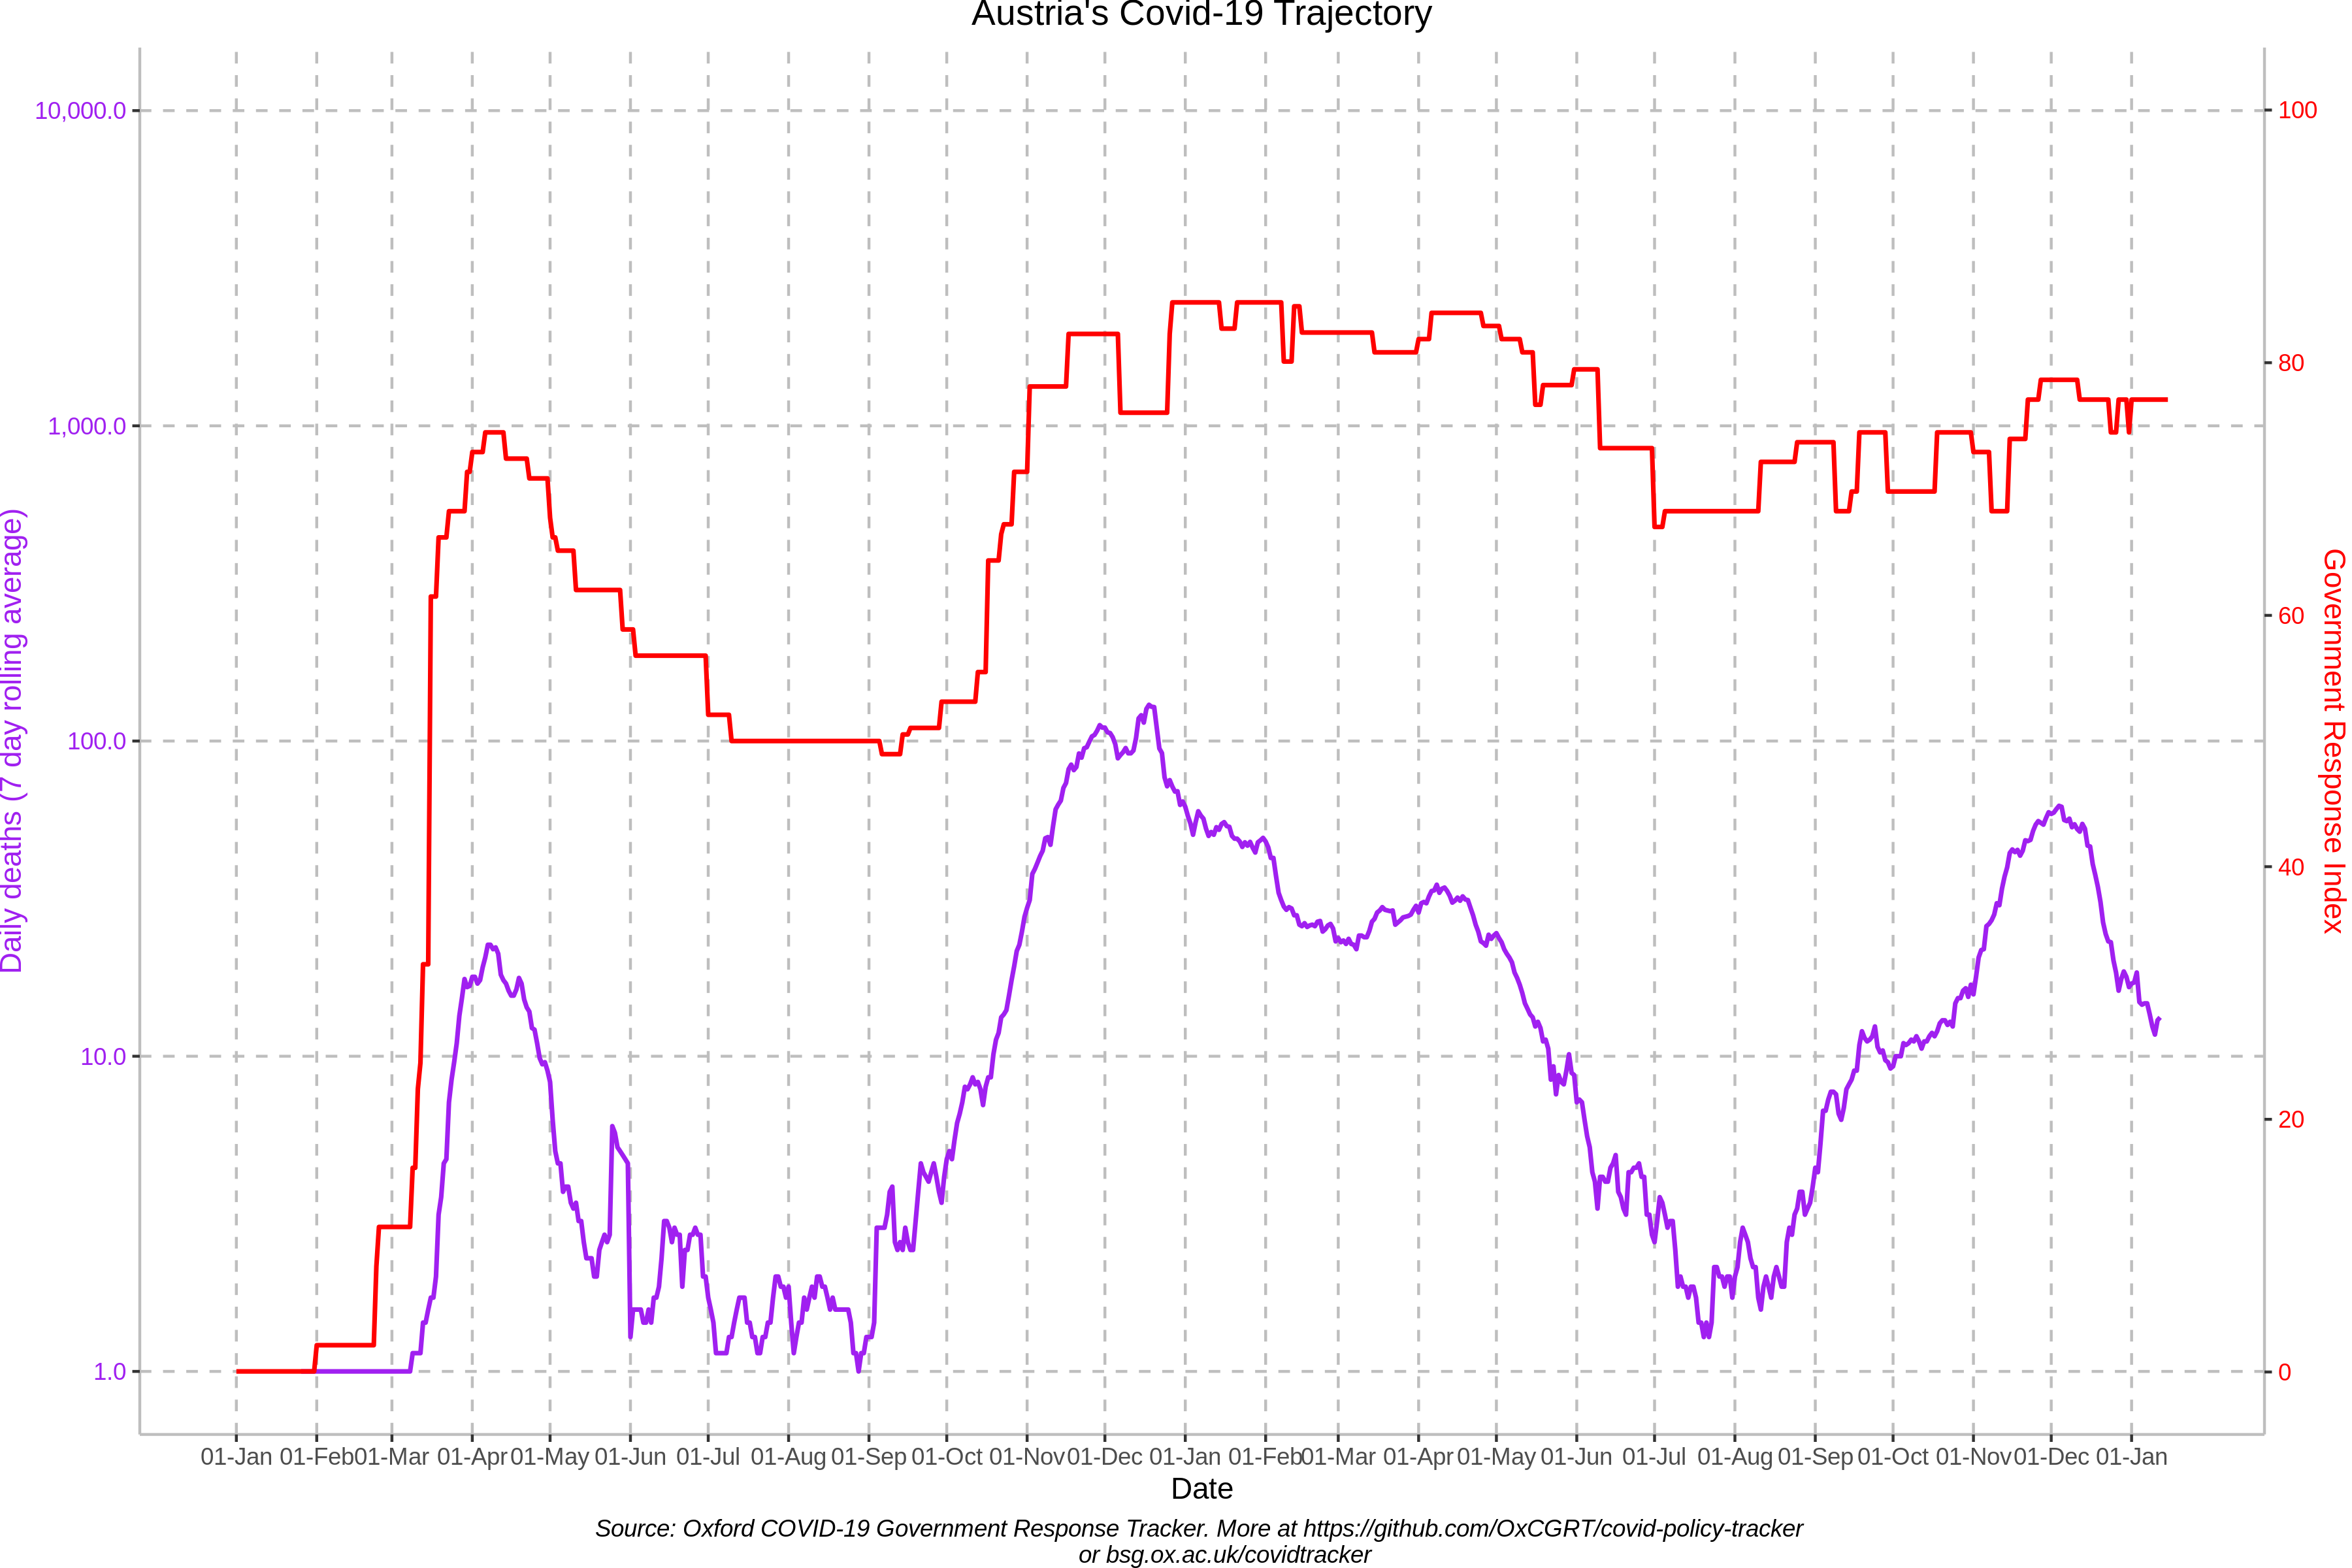 Austria's Covid-19 Trajectory
10,000.0
1,000.0
100.0
10.0
1.0
Daily deaths (7 day rolling average)
100
80
60
40
20
0
Government Response Index
01-Jan 01-Feb 01-Mar 01-Apr 01-May 01-Jun 01-Jul 01-Aug 01-Sep 01-Oct 01-Nov 01-Dec 01-Jan 01-Feb 01-Mar 01-Apr 01-May 01-Jun 01-Jul 01-Aug 01-Sep 01-Oct 01-Nov 01-Dec 01-Jan
Date
Source: Oxford COVID-19 Government Response Tracker. More at https://github.com/OxCGRT/covid-policy-tracker
or bsg.ox.ac.uk/covidtracker